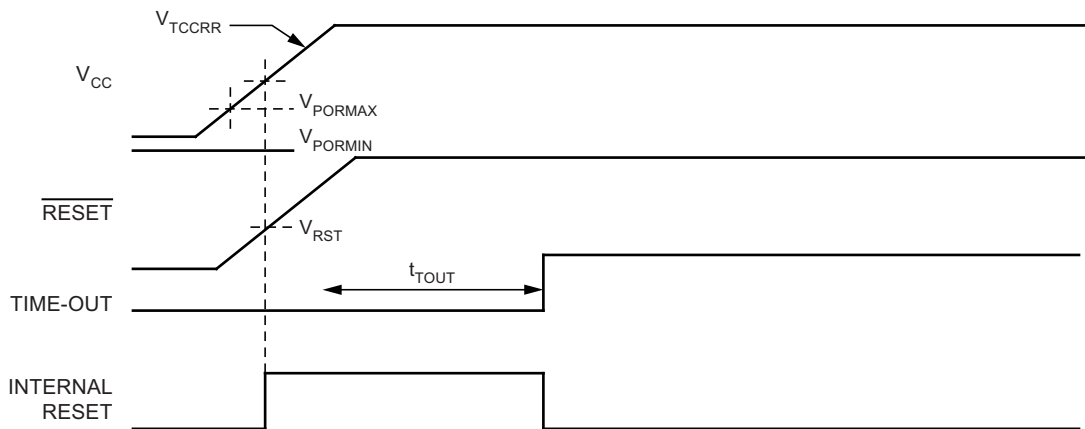 VTCCRR
VCC
VPORMAX
VPORMIN
RESET
VRST
tTOUT
TIME-OUT
INTERNAL
RESET